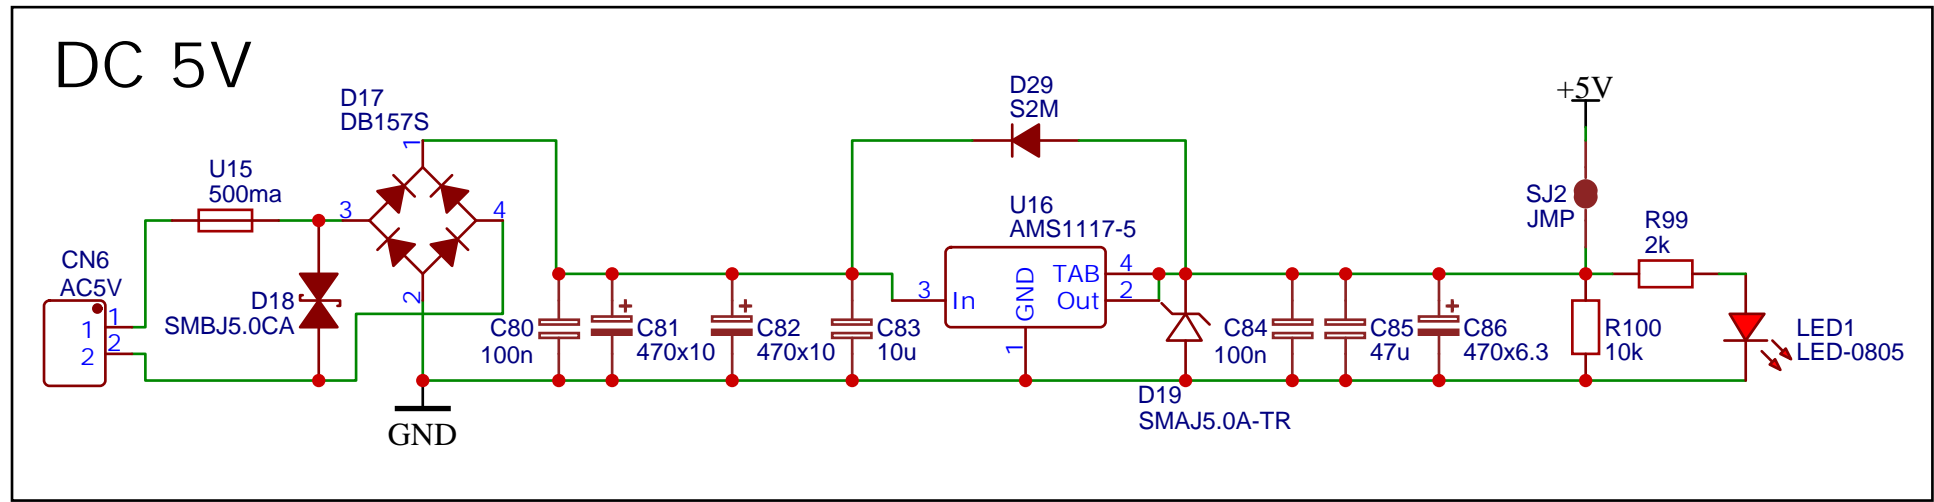 DC 5V
D17
DB157S
1
U15
500ma
3
4
2
CN6
AC5V
1
1
2
2
D18
SMBJ5.0CA
GND
C80
100n
+
C81
470x10
+
C82
470x10
C83
10u
D29
S2M
U16
AMS1117-5
3
In
GND
TAB
4
Out
2
1
D19
SMAJ5.0A-TR
C84
100n
C85
47u
+
C86
470x6.3
+5V
SJ2
JMP
R99
2k
R100
10k
LED1
LED-0805